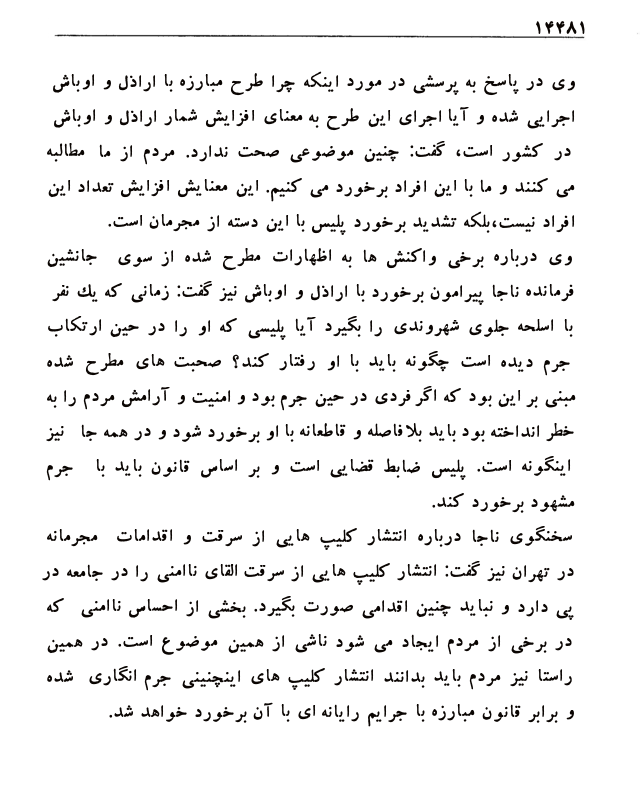 ۱۴۴۸۱
وی در پاسخ به پرسشی در مورد اینکه چرا طرح مبارزه با اراذل و اوباش
اجرایی شده و آیا اجرای این طرح به معنای افزایش شمار اراذل و اوباش
در کشور است، گفت: چنین موضوعی صحت ندارد. مردم از ما مطالبه
می کنند و ما با این افراد برخورد می کنیم. این معنایش افزایش تعداد این
افراد نیست،بلکه تشدید برخورد پلیس با این دسته از مجرمان است.
وی درباره برخی واکنش ها به اظهارات مطرح شده از سوی جانشین
فرمانده ناجا پیرامون برخورد با اراذل و اوباش نیز گفت: زمانی که یك نفر
با اسلحه جلوی شهروندی را بگیرد آیا پلیسی که او را در حین ارتکاب
جرم دیده است چگونه باید با او رفتار کند؟ صحبت های مطرح شده
مبنی بر این بود که اگر فردی در حین جرم بود و امنیت و آرامش مردم را به
خطر انداخته بود باید بلافاصله و قاطعانه با او برخورد شود و در همه جا نیز
اینگونه است. پلیس ضابط قضایی است و بر اساس قانون باید با جرم
مشهود برخورد کند.
سخنگوی ناجا درباره انتشار کلیپ هایی از سرقت و اقدامات مجرمانه
در تهران نیز گفت: انتشار کلیپ هایی از سرقت القای ناامنی را در جامعه در
پی دارد و نباید چنین اقدامی صورت بگیرد. بخشی از احساس ناامنی که
در برخی از مردم ایجاد می شود ناشی از همین موضوع است. در همین
راستا نیز مردم باید بدانند انتشار کلیپ های اینچنینی جرم انگاری شده
و برابر قانون مبارزه با جرایم رایانه ای با آن برخورد خواهد شد.